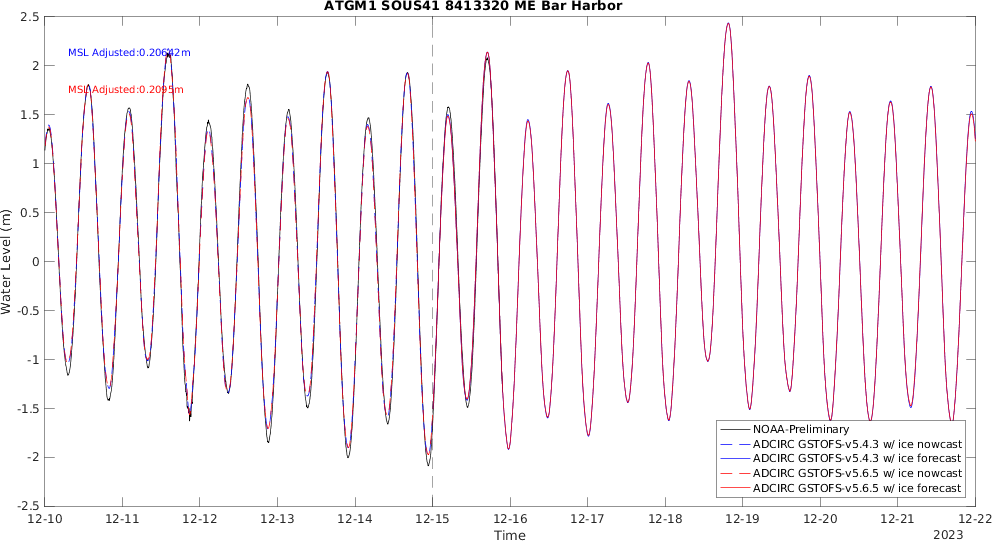 ATGM1 SOUS41 8413320 ME Bar Harbor
MSL Adjusted:0.20642m
MSL Adjusted:0.2095m
Water Level (m)
2.5
2
1.5
1
0.5
0
-0.5
-1
-1.5
-2
-2.5
NOAA-Preliminary
ADCIRC GSTOFS-v5.4.3 w/ ice nowcast
ADCIRC GSTOFS-v5.4.3 w/ ice forecast
ADCIRC GSTOFS-v5.6.5 w/ ice nowcast
ADCIRC GSTOFS-v5.6.5 w/ ice forecast
12-10 12-11 12-12 12-13 12-14 12-15 12-16 12-17 12-18 12-19 12-20 12-21 12-22
Time
2023